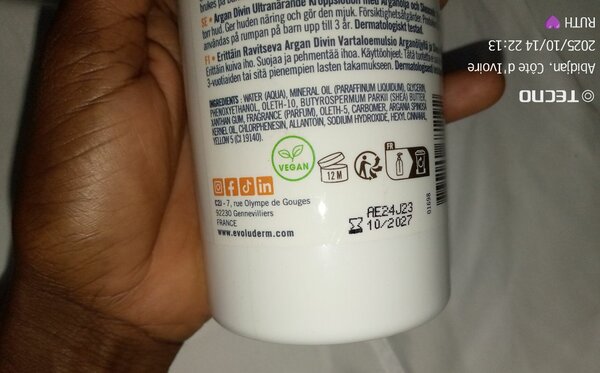 SE • Argan Divin Ultranärande Kroppslotion med Arganolja och
ton hud. Ger huden näring och gör den mjuk. Försiktighetsåtgärder.
användas på rumpan på barn upp till 3 år. Dermatologiskt testad.
FI • Erittäin Ravitseva Argan Divin Vartaloemulsio Arganöljyllä ja
Erittäin kuiva iho. Suojaa ja pehmentää ihoa. Käyttöohjeet:
3-vuotiaiden tai sitä pienempien lasten takamukseen.
INGREDIENTS : WATER (AQUA), MINERAL OIL (PARAFFINUM LIQUIDUM), GLYCERIN,
PHENOXYETHANOL, OLETH-10, BUTYROSPERMUM PARKII (SHEA) BUTTER,
XANTHAN GUM, FRAGRANCE (PARFUM), OLETH-5, CARBOMER, ARGANIA SPINOSA
KERNEL OIL, CHLORPHENESIN, ALLANTOIN, SODIUM HYDROXIDE, HEXYL CINNAMAL,
YELLOW 5 (CI 19140).
VEGAN
12 M
FR
C2I - 7, rue Olympe de Gouges
92230 Gennevilliers
FRANCE
www.evoluderm.com
AE24J23
10/2027
01698
TECNO
Abidjan, Côte d'Ivoire
2025/10/14 22:13
RUTH